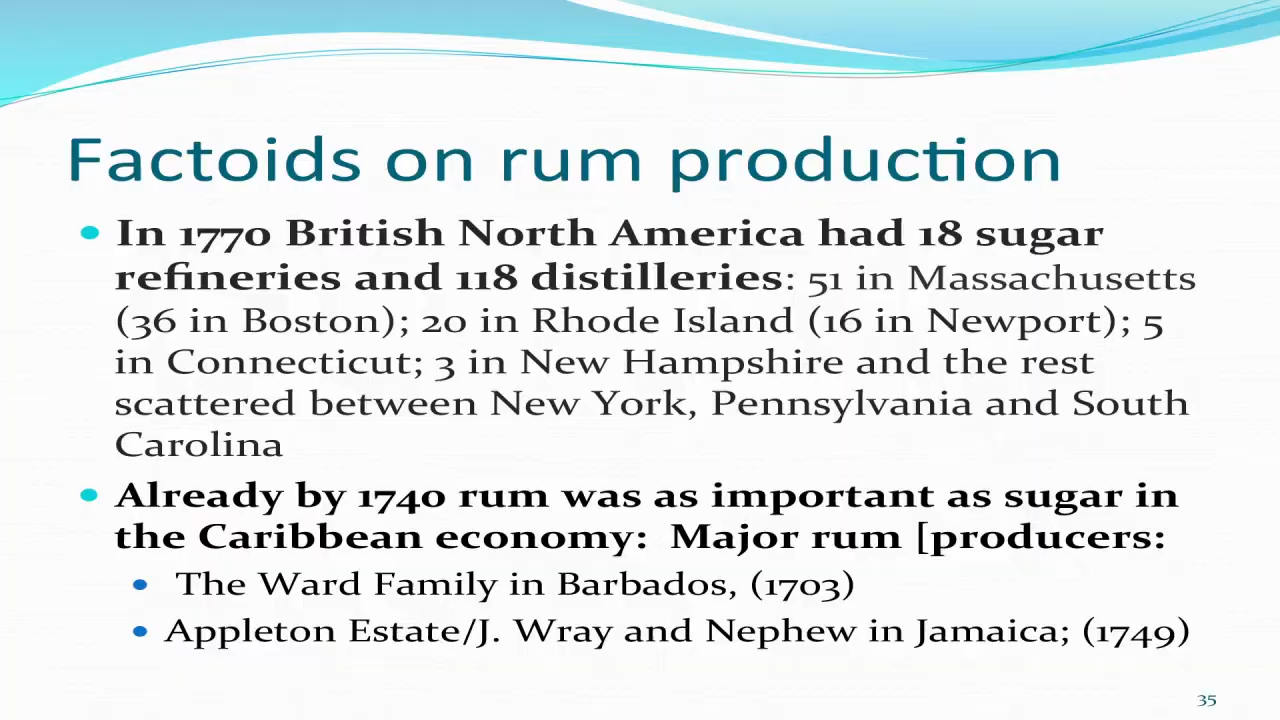 Factoids on rum production
• In 1770 British North America had 18 sugar
refineries and 118 distilleries: 51 in Massachusetts
(36 in Boston); 20 in Rhode Island (16 in Newport); 5
in Connecticut; 3 in New Hampshire and the rest
scattered between New York, Pennsylvania and South
Carolina
• Already by 1740 rum was as important as sugar in
the Caribbean economy:  Major rum [producers:
• The Ward Family in Barbados, (1703)
• Appleton Estate/J. Wray and Nephew in Jamaica; (1749)
35